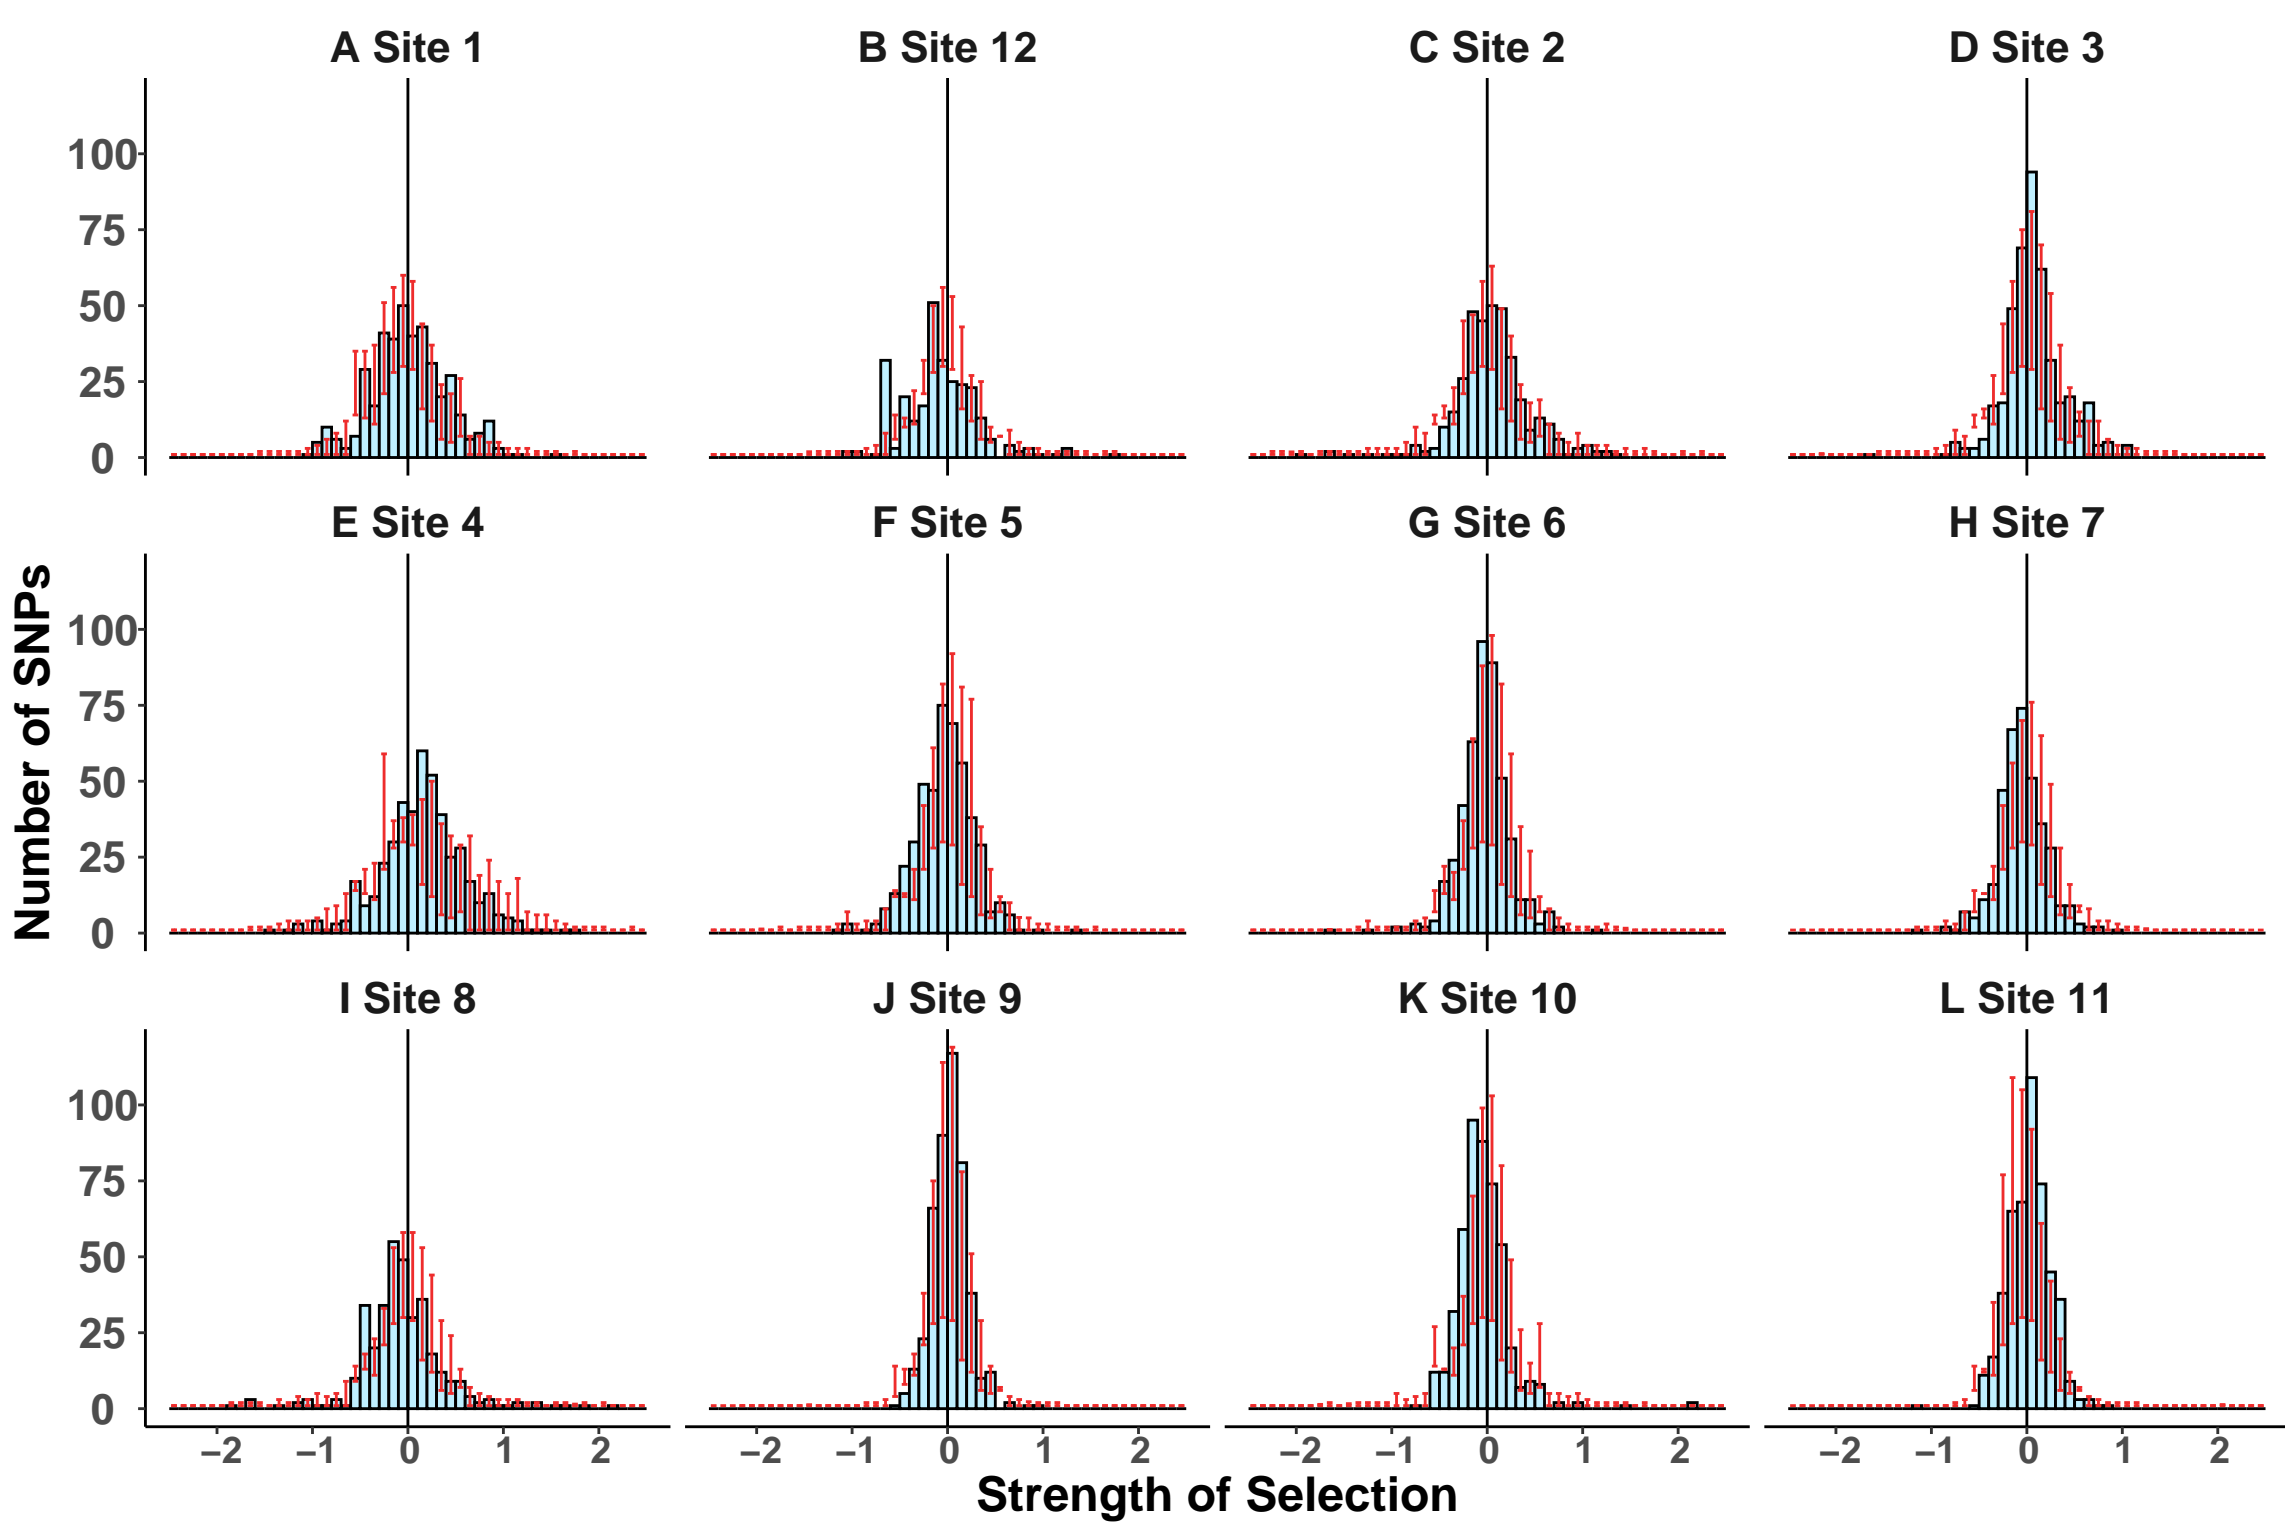 A Site 1
B Site 12
C Site 2
D Site 3
100
75
50
25
0
E Site 4
F Site 5
G Site 6
H Site 7
Number of SNPs
100
75
50
25
0
I Site 8
J Site 9
K Site 10
L Site 11
100
75
50
25
0
−2 −1 0 1 2
−2 −1 0 1 2
−2 −1 0 1 2
−2 −1 0 1 2
Strength of Selection